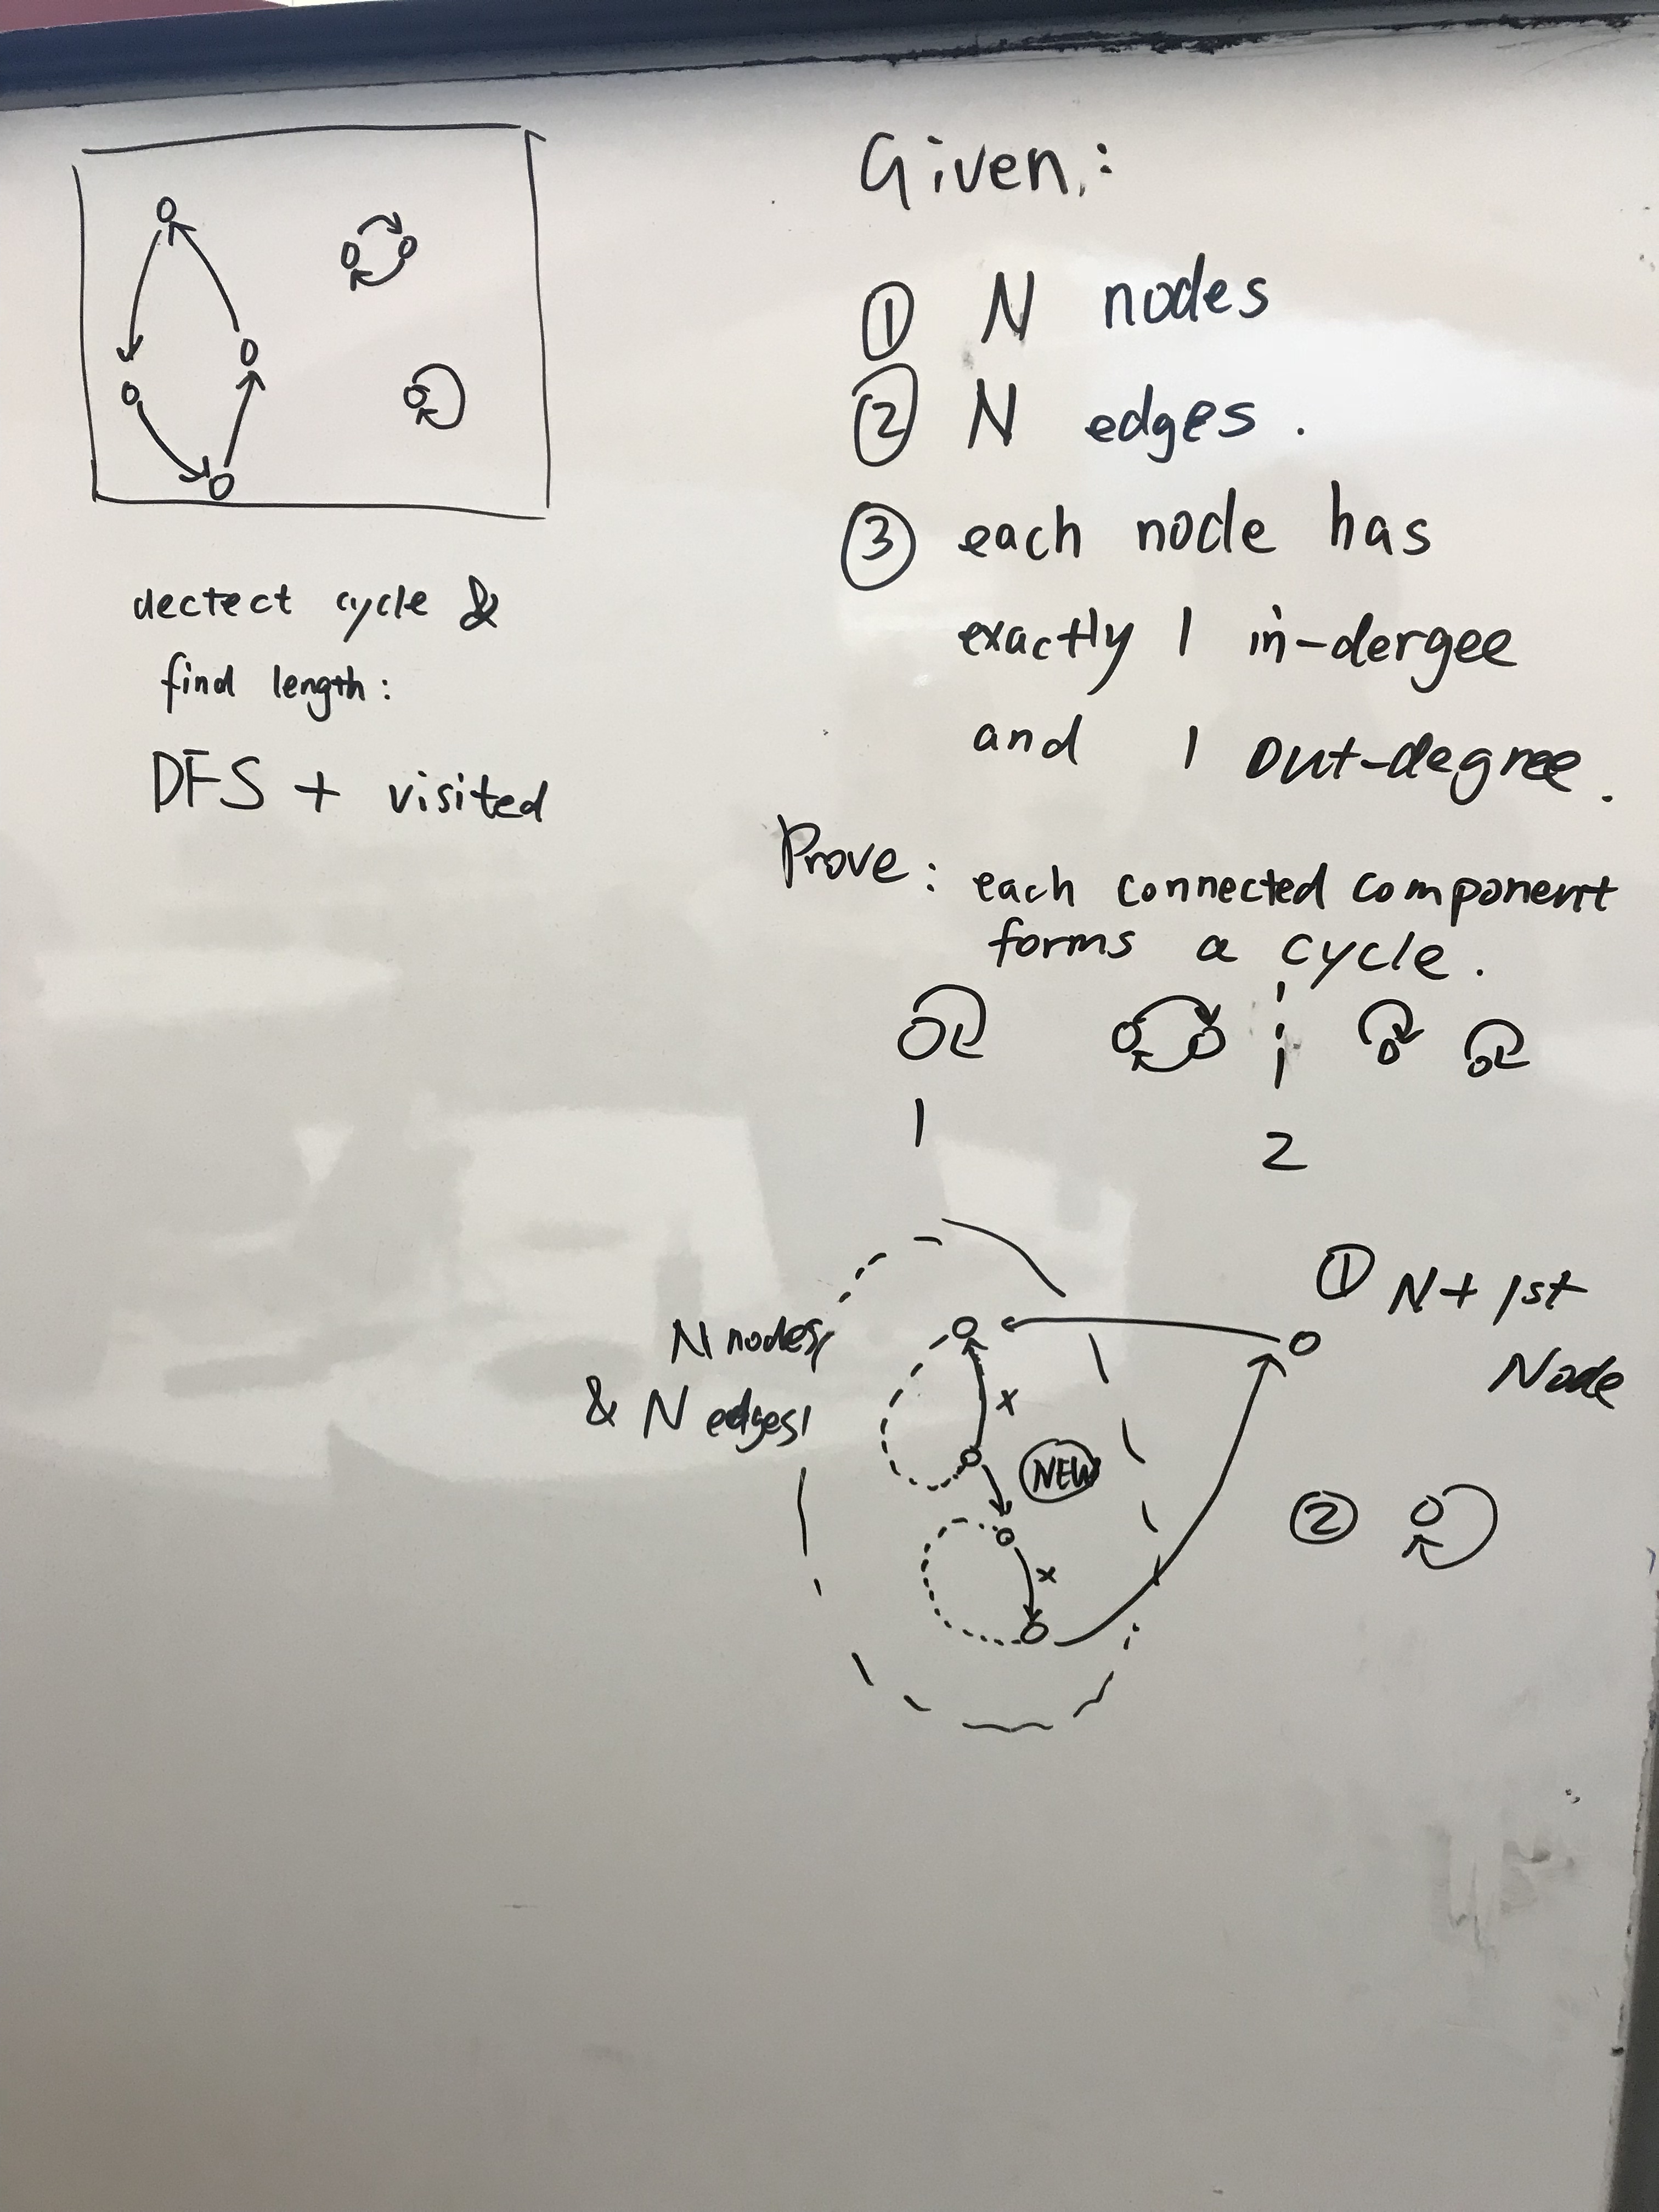 dectect cycle &
find length:
DFS + visited
Given:
① N nodes
② N edges.
③ each node has
exactly 1 in-dergee
and 1 out-degree.
Prove: each connected component
forms a cycle.
1
2
① N+1st
Node
N nodes
& N edges
x
NEW
x
②